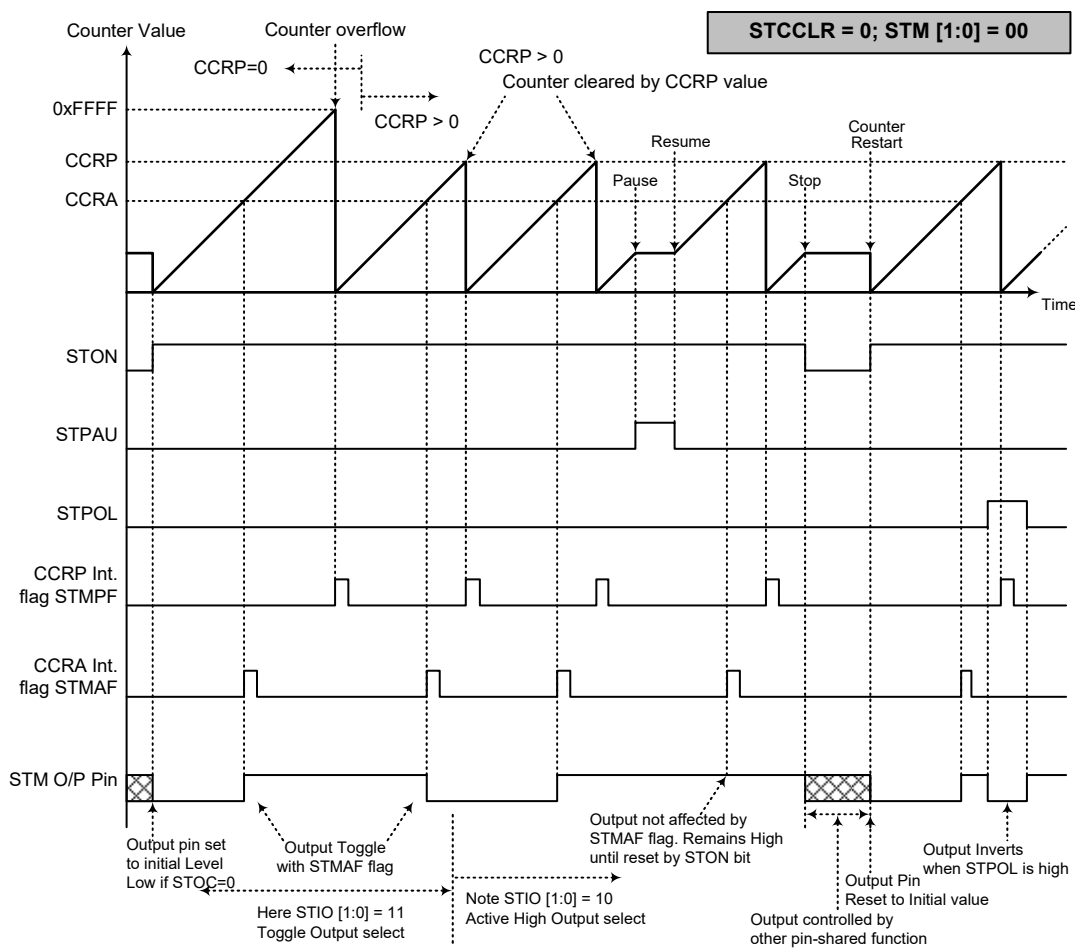 STCCLR = 0; STM [1:0] = 00
Counter Value
Counter overflow
CCRP=0
CCRP > 0
CCRP > 0
Counter cleared by CCRP value
0xFFFF
CCRP
CCRA
Pause
Resume
Stop
Counter
Restart
Time
STON
STPAU
STPOL
CCRP Int.
flag STMPF
CCRA Int.
flag STMAF
STM O/P Pin
Output pin set
to initial Level
Low if STOC=0
Output Toggle
with STMAF flag
Output not affected by
STMAF flag. Remains High
until reset by STON bit
Output Inverts
when STPOL is high
Output Pin
Reset to Initial value
Here STIO [1:0] = 11
Toggle Output select
Note STIO [1:0] = 10
Active High Output select
Output controlled by
other pin-shared function